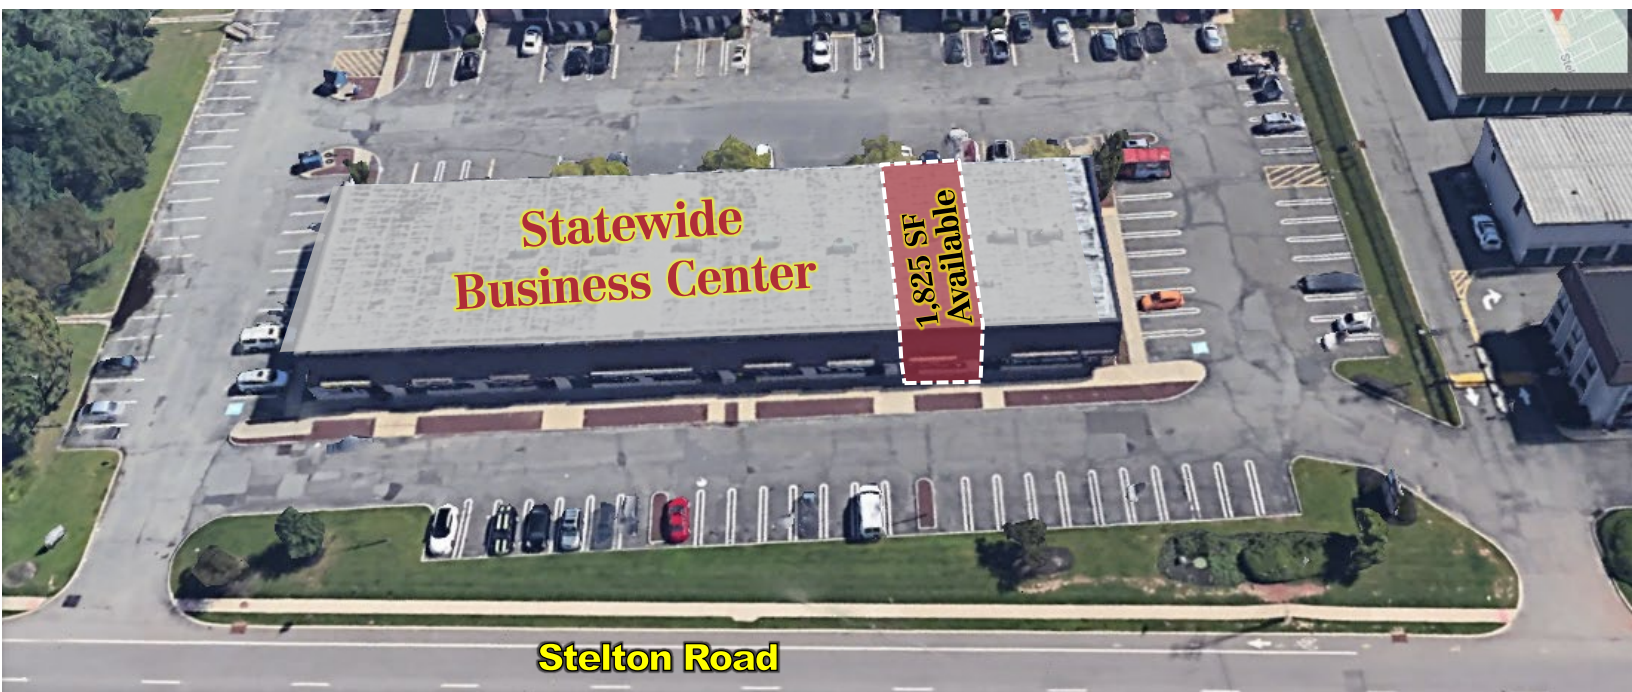 Statewide
Business Center
1,825 SF
Available
Stelton Road